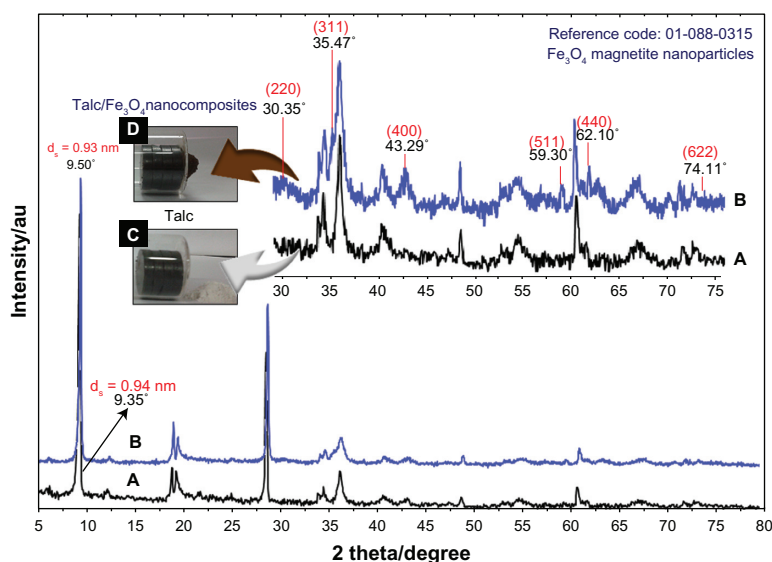 Reference code: 01-088-0315
Fe₃O₄ magnetite nanoparticles
(311)
35.47°
(220)
30.35°
(400)
43.29°
(511)
59.30°
(440)
62.10°
(622)
74.11°
Talc/Fe₃O₄nanocomposites
D
dₛ = 0.93 nm
9.50°
Talc
C
B
A
30 35 40 45 50 55 60 65 70 75
dₛ = 0.94 nm
9.35°
B
A
Intensity/au
5 10 15 20 25 30 35 40 45 50 55 60 65 70 75 80
2 theta/degree